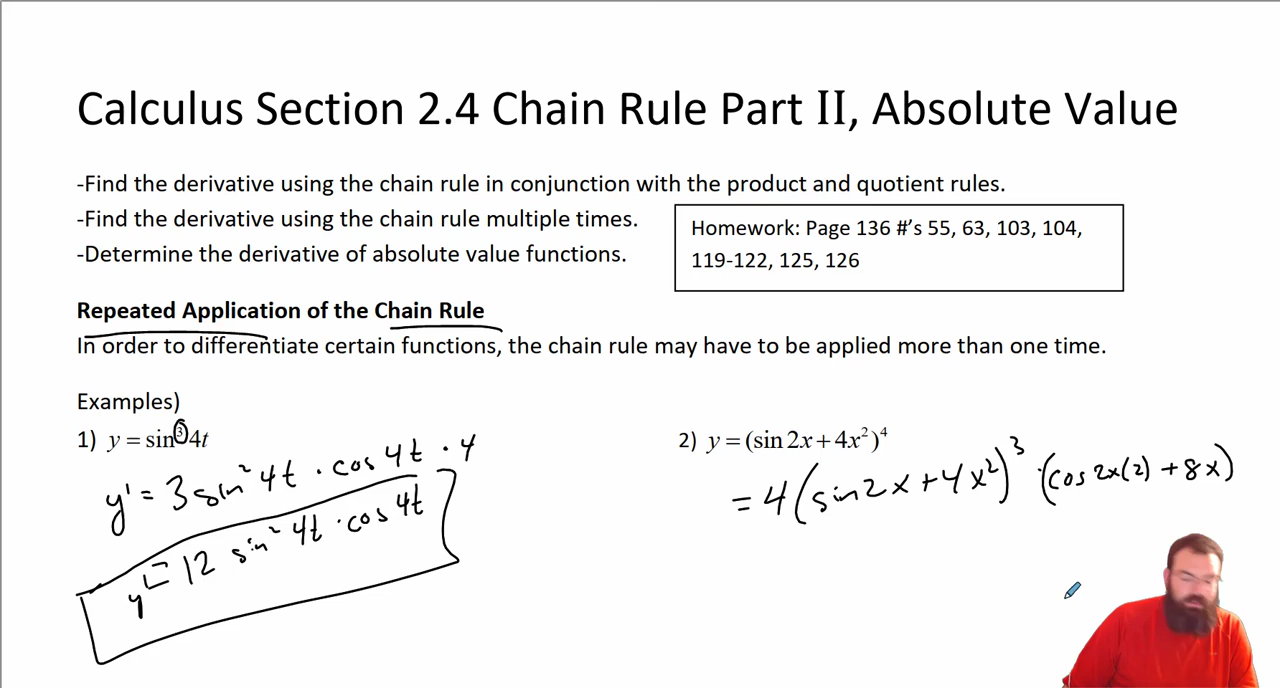 Calculus Section 2.4 Chain Rule Part II, Absolute Value
-Find the derivative using the chain rule in conjunction with the product and quotient rules.
-Find the derivative using the chain rule multiple times.
-Determine the derivative of absolute value functions.
Homework: Page 136 #’s 55, 63, 103, 104,
119-122, 125, 126
Repeated Application of the Chain Rule
In order to differentiate certain functions, the chain rule may have to be applied more than one time.
Examples)
1) y = sin³ 4t
y' = 3 sin² 4t · cos 4t · 4
y' = 12 sin² 4t · cos 4t
2) y = (sin 2x + 4x²)⁴
= 4(sin 2x + 4x²)³ · (cos 2x(2) + 8x)